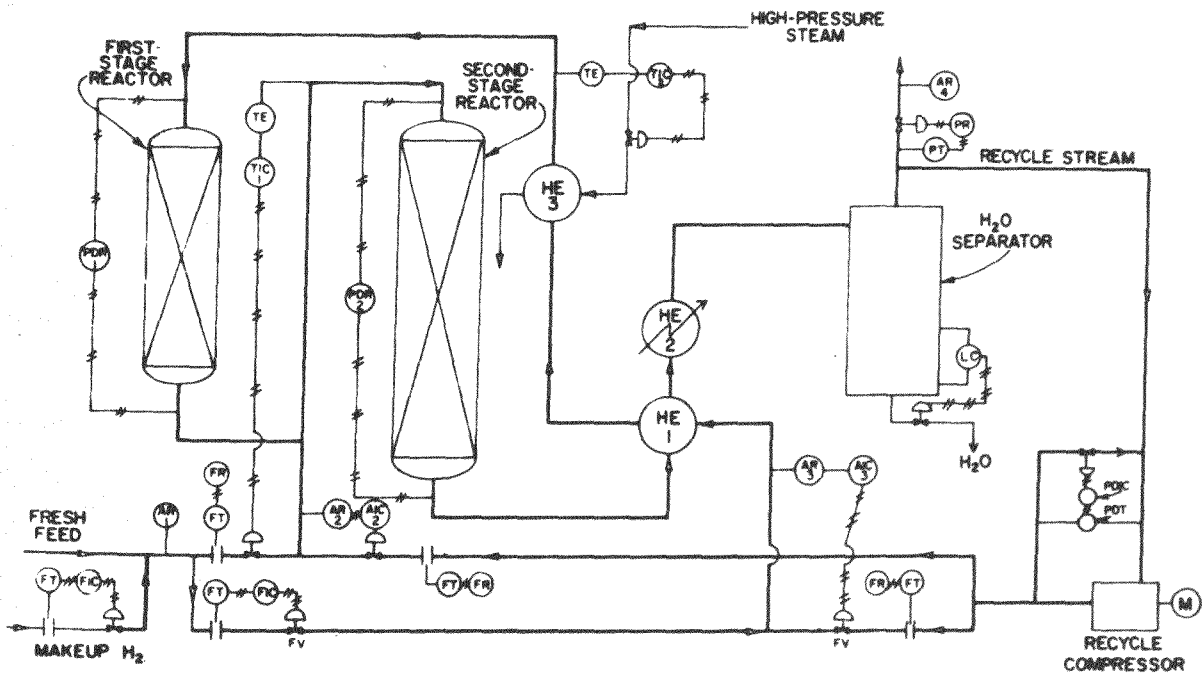 HIGH-PRESSURE
STEAM
FIRST-
STAGE
REACTOR
SECOND-
STAGE
REACTOR
TE
TIC
2
AR
4
PR
PT
RECYCLE STREAM
TE
TIC
1
HE
3
H2O
SEPARATOR
PDR
1
PDR
2
HE
2
LC
HE
1
H2O
FR
FT
AR
1
AR
2
AIC
2
AR
3
AIC
3
PDIC
PDT
FRESH
FEED
FT
FIC
FT
FIC
FT
FR
FR
FT
M
FV
FV
MAKEUP H2
RECYCLE
COMPRESSOR